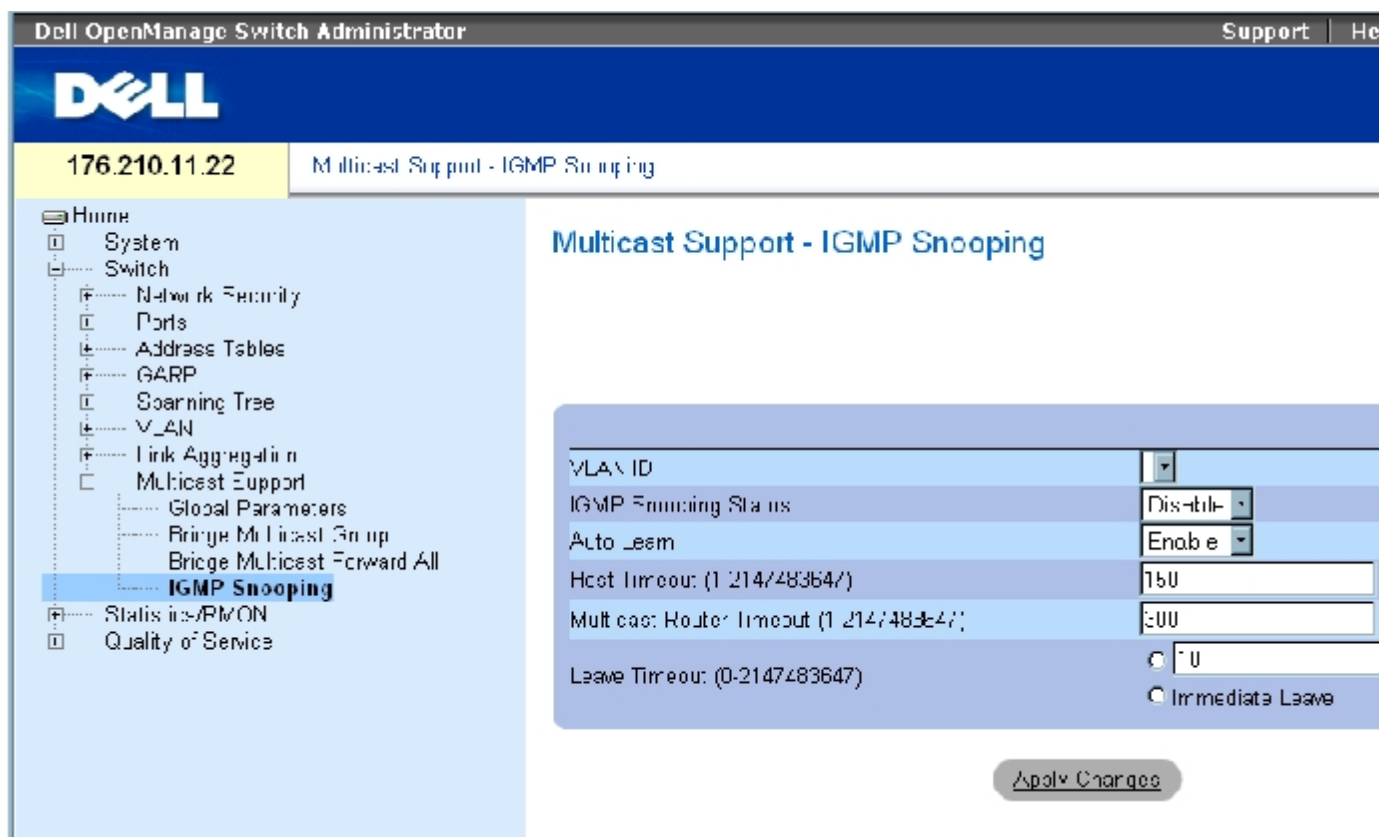 Dell OpenManage Switch Administrator
Support | He
DELL
176.210.11.22
Multicast Support - IGMP Snooping
Home
System
Switch
Network Security
Ports
Address Tables
GARP
Spanning Tree
VLAN
Link Aggregation
Multicast Support
Global Parameters
Bridge Multicast Group
Bridge Multicast Forward All
IGMP Snooping
Statistics/RMON
Quality of Service
Multicast Support - IGMP Snooping
VLAN ID
IGMP Snooping Status Disable
Auto Learn Enable
Host Timeout (1-2147483647)
Multicast Router Timeout (1-2147483647) 300
Leave Timeout (0-2147483647) 10
Immediate Leave
Apply Changes